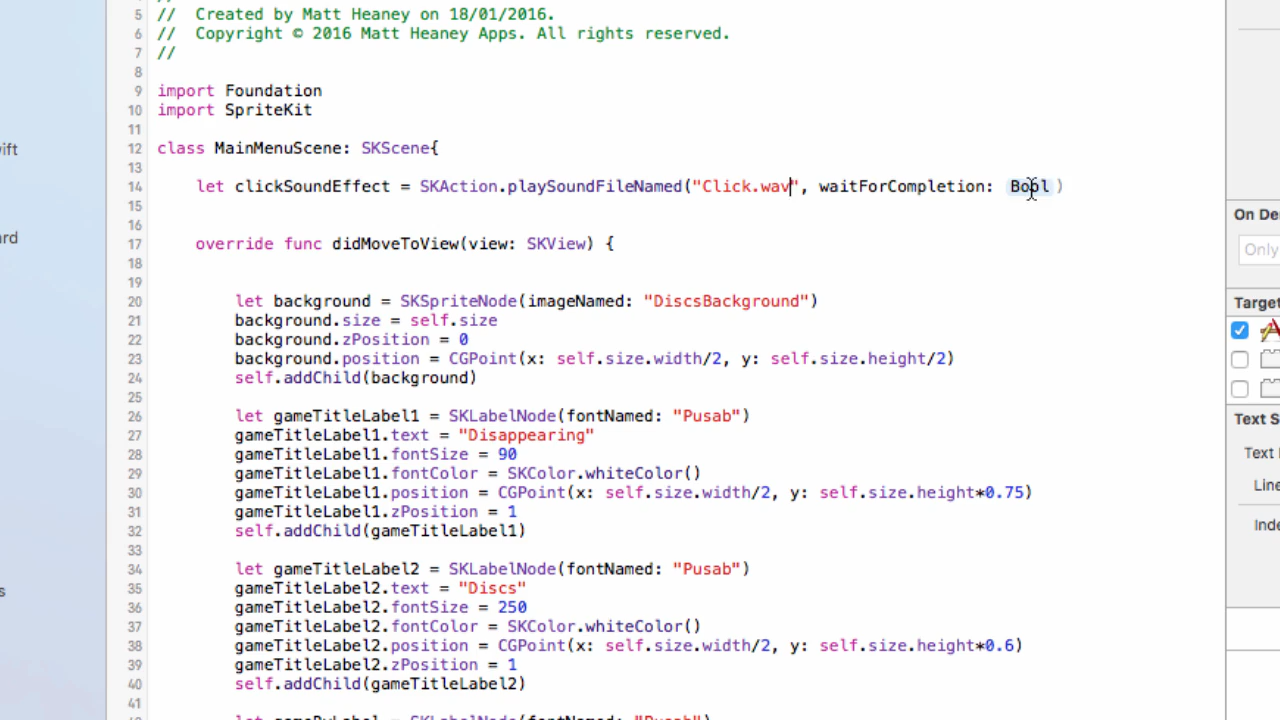 5 // Created by Matt Heaney on 18/01/2016.
6 // Copyright © 2016 Matt Heaney Apps. All rights reserved.
7 //
8
9 import Foundation
10 import SpriteKit
11
12 class MainMenuScene: SKScene{
13
14 let clickSoundEffect = SKAction.playSoundFileNamed("Click.wav", waitForCompletion: Bool)
15
16
17 override func didMoveToView(view: SKView) {
18
19
20 let background = SKSpriteNode(imageNamed: "DiscsBackground")
21 background.size = self.size
22 background.zPosition = 0
23 background.position = CGPoint(x: self.size.width/2, y: self.size.height/2)
24 self.addChild(background)
25
26 let gameTitleLabel1 = SKLabelNode(fontNamed: "Pusab")
27 gameTitleLabel1.text = "Disappearing"
28 gameTitleLabel1.fontSize = 90
29 gameTitleLabel1.fontColor = SKColor.whiteColor()
30 gameTitleLabel1.position = CGPoint(x: self.size.width/2, y: self.size.height*0.75)
31 gameTitleLabel1.zPosition = 1
32 self.addChild(gameTitleLabel1)
33
34 let gameTitleLabel2 = SKLabelNode(fontNamed: "Pusab")
35 gameTitleLabel2.text = "Discs"
36 gameTitleLabel2.fontSize = 250
37 gameTitleLabel2.fontColor = SKColor.whiteColor()
38 gameTitleLabel2.position = CGPoint(x: self.size.width/2, y: self.size.height*0.6)
39 gameTitleLabel2.zPosition = 1
40 self.addChild(gameTitleLabel2)
41
ift
ard
s
On De
Only
Target
Text S
Text
Line
Inde